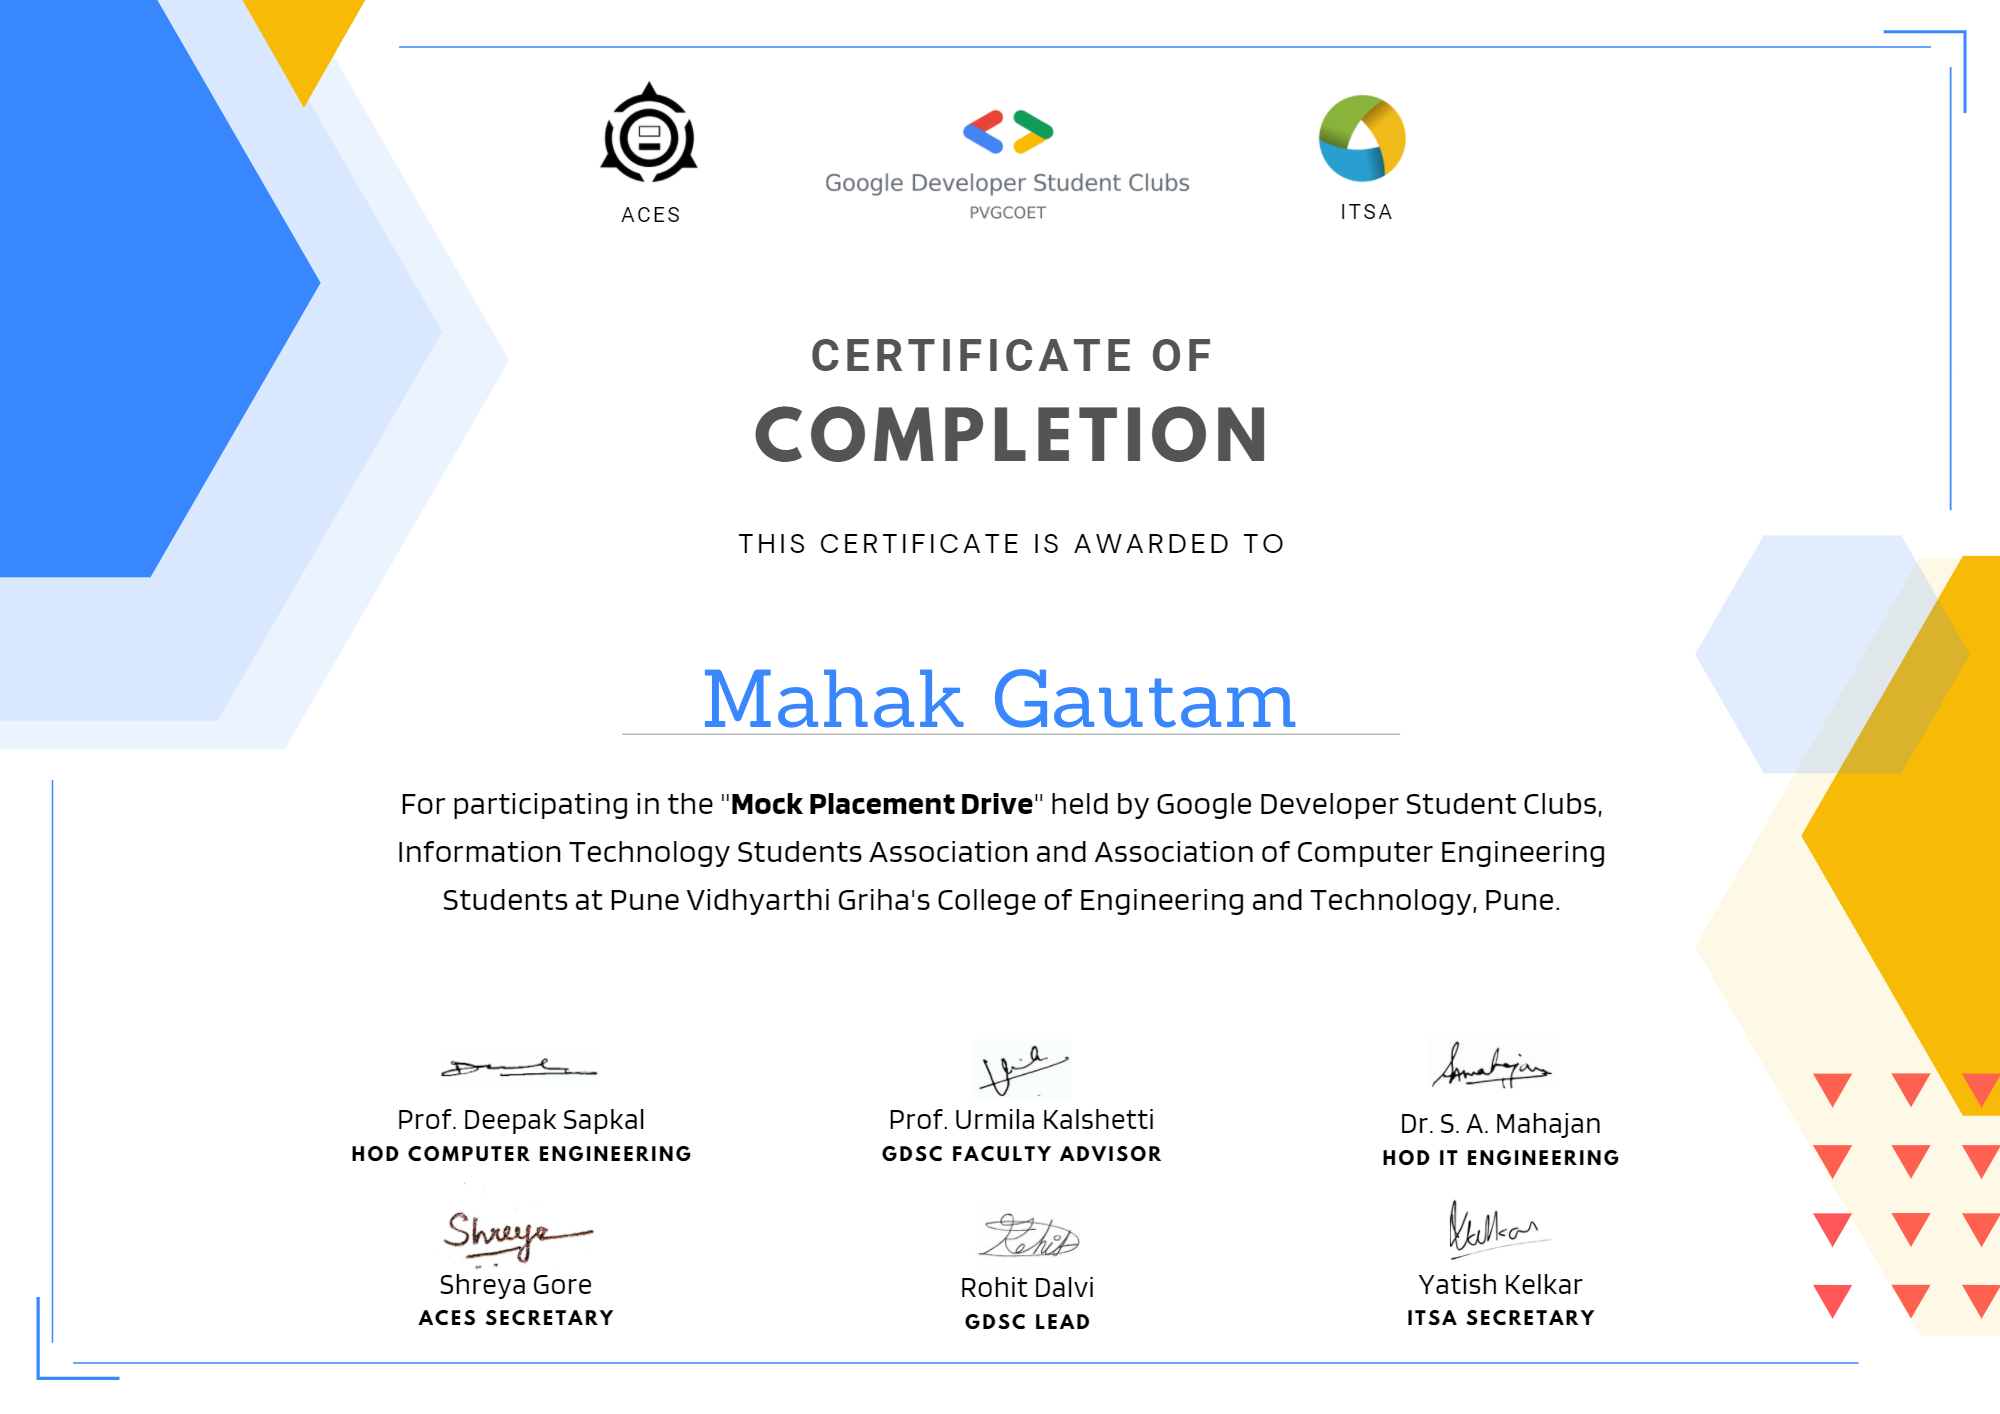 ACES
Google Developer Student Clubs
PVGCOET
ITSA
CERTIFICATE OF
COMPLETION
THIS CERTIFICATE IS AWARDED TO
Mahak Gautam
For participating in the "Mock Placement Drive" held by Google Developer Student Clubs,
Information Technology Students Association and Association of Computer Engineering
Students at Pune Vidhyarthi Griha's College of Engineering and Technology, Pune.
Prof. Deepak Sapkal
HOD COMPUTER ENGINEERING
Prof. Urmila Kalshetti
GDSC FACULTY ADVISOR
Smahajan
Dr. S. A. Mahajan
HOD IT ENGINEERING
Shreya
Shreya Gore
ACES SECRETARY
Rohit
Rohit Dalvi
GDSC LEAD
Yatish Kelkar
ITSA SECRETARY